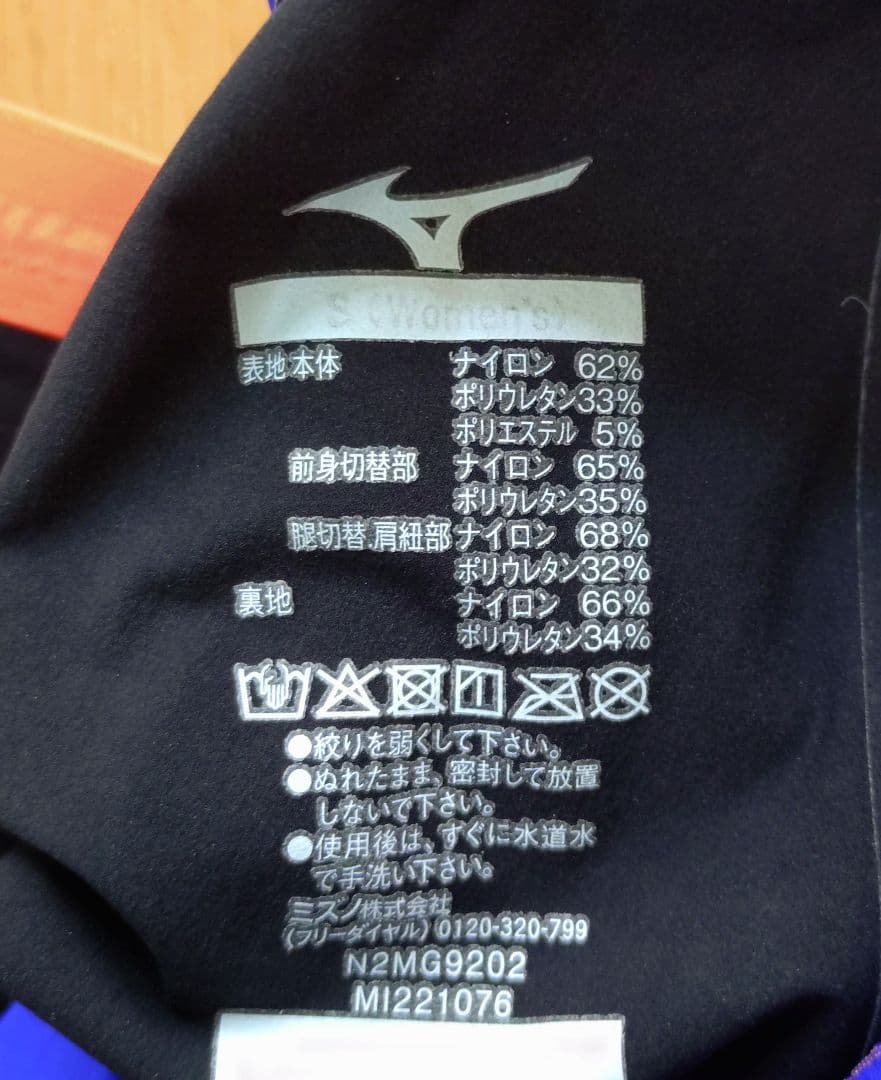 S (Women's)
表地 本体 ナイロン 62%
ポリウレタン33%
ポリエステル 5%
前身切替部 ナイロン 65%
ポリウレタン35%
腿切替.肩紐部 ナイロン 68%
ポリウレタン32%
裏地 ナイロン 66%
ポリウレタン34%
●絞りを弱くして下さい。
●ぬれたまま、密封して放置
しないで下さい。
●使用後は、すぐに水道水
で手洗い下さい。
ミズノ株式会社
(フリーダイヤル) 0120-320-799
N2MG9202
MI221076